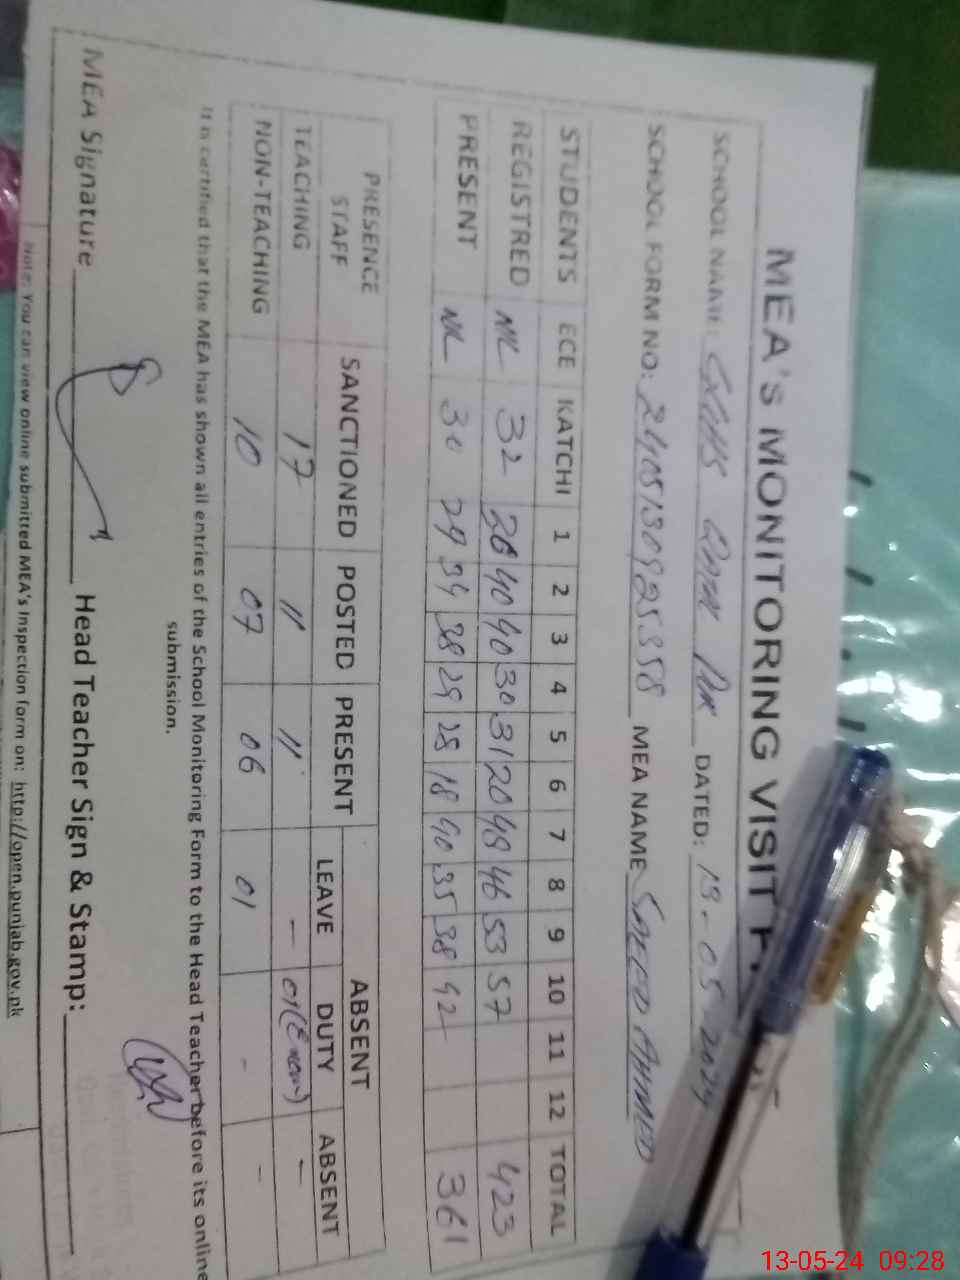 MEA's MONITORING VISIT
SCHOOL NAME: GGHS DATED: 13-05-2024
SCHOOL FORM NO: MEA NAME SAEED AHMED
STUDENTS ECE KATCHI 1 2 3 4 5 6 7 8 9 10 11 12 TOTAL
REGISTRED NIL 32 26 40 40 30 31 20 48 46 53 57 423
PRESENT NIL 30 24 34 38 29 25 18 40 35 38 42 361
PRESENCE STAFF SANCTIONED POSTED PRESENT ABSENT
LEAVE DUTY ABSENT
TEACHING 17 11 11 - 01 -
NON-TEACHING 10 07 06 01 - -
It is certified that the MEA has shown all entries of the School Monitoring Form to the Head Teacher before its online
submission.
MEA Signature Head Teacher Sign & Stamp:
Note: You can view online submitted MEA's Inspection form on: http://open.punjab.gov.pk
13-05-24 09:28